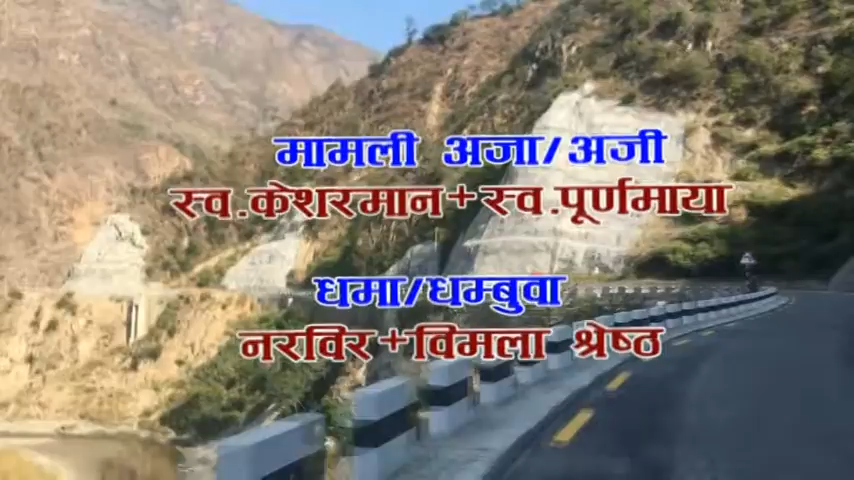 मामली अजा/अजी
स्व.केशरमान+स्व.पूर्णमाया
धमा/धम्बुवा
नरविर+विमला श्रेष्ठ